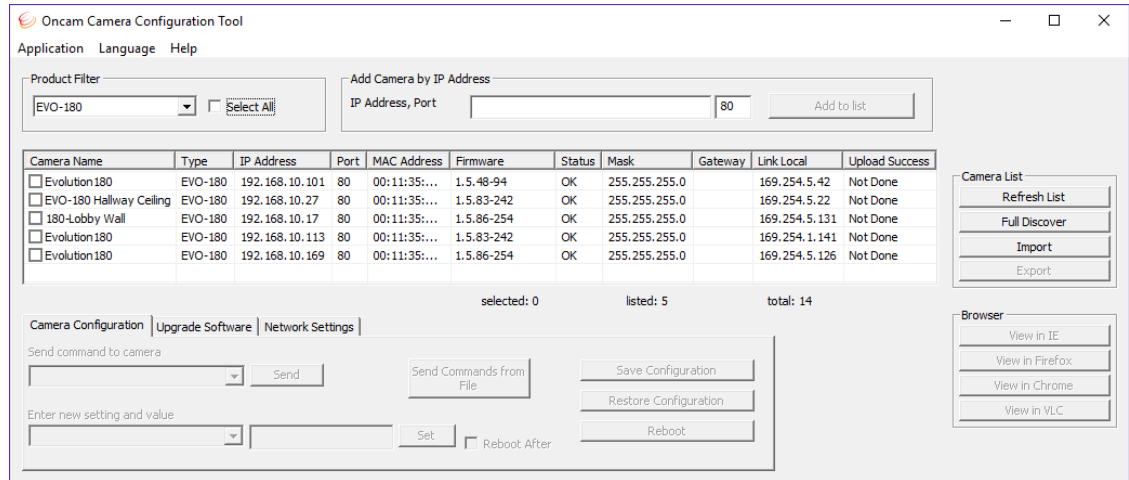 Oncam Camera Configuration Tool
Application Language Help
Product Filter
EVO-180
Select All
Add Camera by IP Address
IP Address, Port
80
Add to list
Camera Name Type IP Address Port MAC Address Firmware Status Mask Gateway Link Local Upload Success
Evolution180 EVO-180 192.168.10.101 80 00:11:35:... 1.5.48-94 OK 255.255.255.0 169.254.5.42 Not Done
EVO-180 Hallway Ceiling EVO-180 192.168.10.27 80 00:11:35:... 1.5.83-242 OK 255.255.255.0 169.254.5.22 Not Done
180-Lobby Wall EVO-180 192.168.10.17 80 00:11:35:... 1.5.86-254 OK 255.255.255.0 169.254.5.131 Not Done
Evolution180 EVO-180 192.168.10.113 80 00:11:35:... 1.5.83-242 OK 255.255.255.0 169.254.1.141 Not Done
Evolution180 EVO-180 192.168.10.169 80 00:11:35:... 1.5.86-254 OK 255.255.255.0 169.254.5.126 Not Done
selected: 0 listed: 5 total: 14
Camera List
Refresh List
Full Discover
Import
Export
Camera Configuration Upgrade Software Network Settings
Send command to camera
Send
Send Commands from
File
Save Configuration
Restore Configuration
Enter new setting and value
Set
Reboot After
Reboot
Browser
View in IE
View in Firefox
View in Chrome
View in VLC